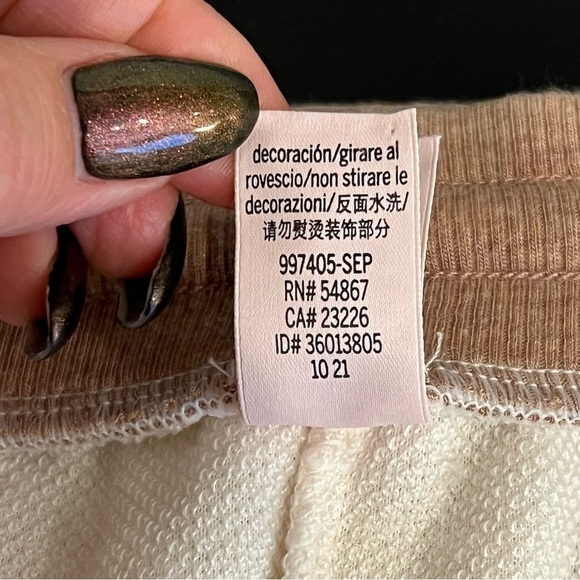 decoración/girare al
rovescio/non stirare le
decorazioni/反面水洗/
请勿熨烫装饰部分
997405-SEP
RN# 54867
CA# 23226
ID# 36013805
10 21